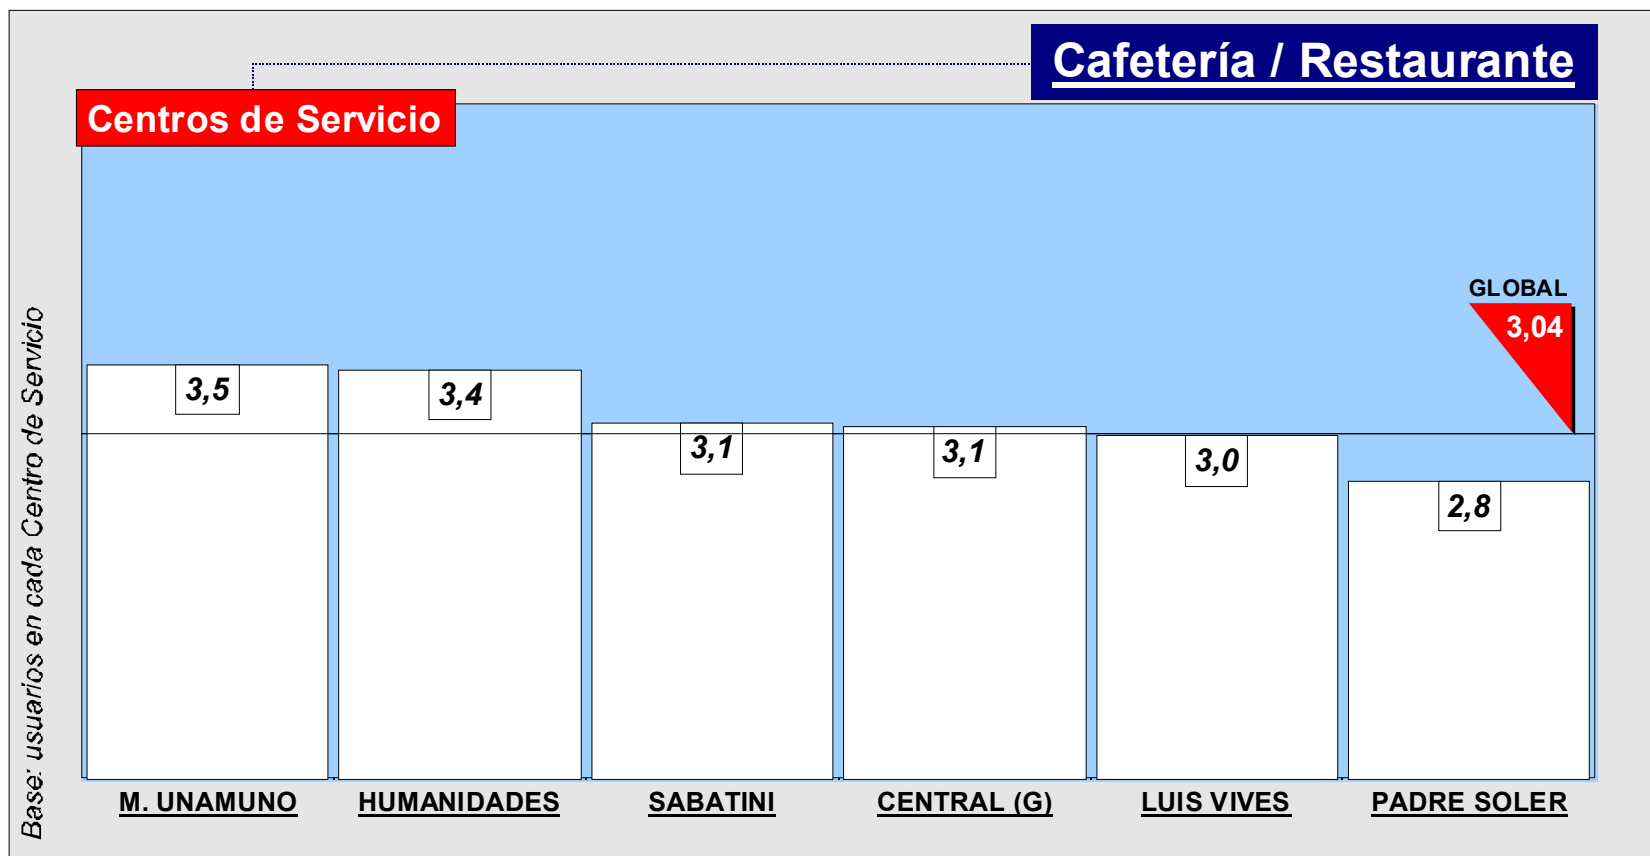 Cafetería / Restaurante
Centros de Servicio
GLOBAL
3,04
3,5
3,4
3,1
3,1
3,0
2,8
M. UNAMUNO
HUMANIDADES
SABATINI
CENTRAL (G)
LUIS VIVES
PADRE SOLER
Base: usuarios en cada Centro de Servicio